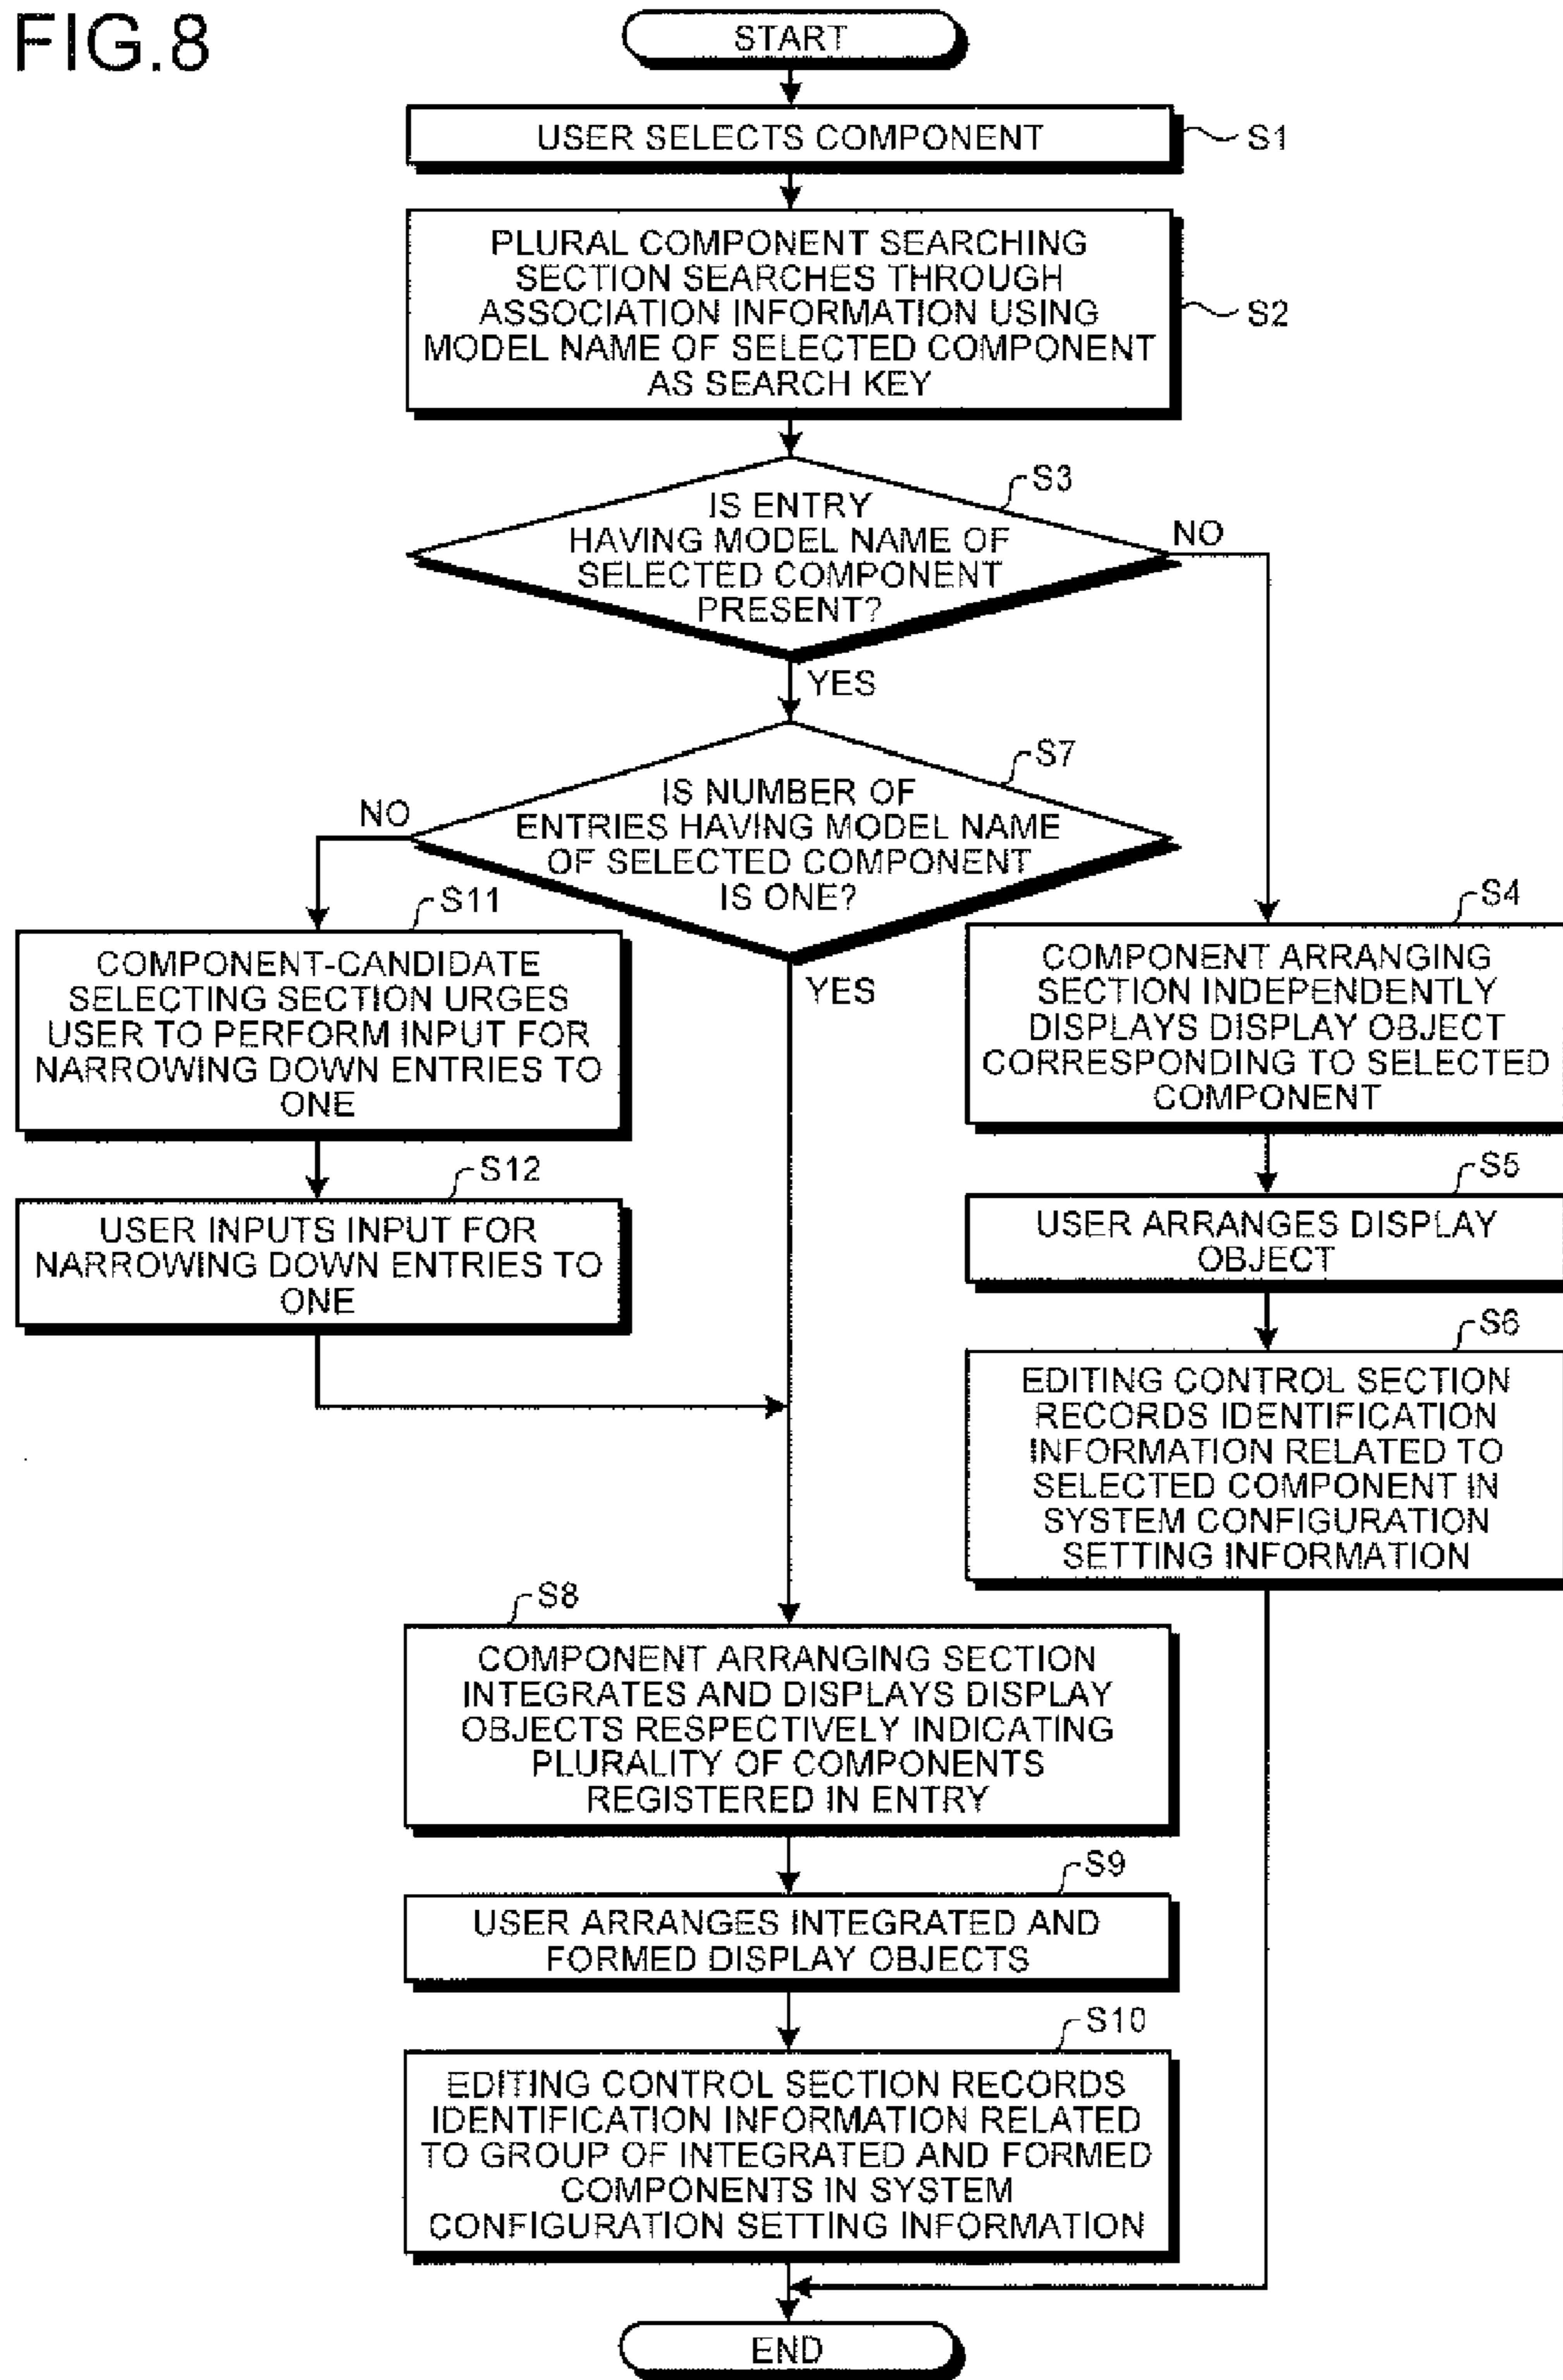 FIG.8
START
USER SELECTS COMPONENT
S1
PLURAL COMPONENT SEARCHING
SECTION SEARCHES THROUGH
ASSOCIATION INFORMATION USING
MODEL NAME OF SELECTED COMPONENT
AS SEARCH KEY
S2
S3
IS ENTRY
HAVING MODEL NAME OF
SELECTED COMPONENT
PRESENT?
NO
YES
S7
IS NUMBER OF
ENTRIES HAVING MODEL NAME
OF SELECTED COMPONENT
IS ONE?
NO
YES
S11
COMPONENT-CANDIDATE
SELECTING SECTION URGES
USER TO PERFORM INPUT FOR
NARROWING DOWN ENTRIES TO
ONE
S12
USER INPUTS INPUT FOR
NARROWING DOWN ENTRIES TO
ONE
S4
COMPONENT ARRANGING
SECTION INDEPENDENTLY
DISPLAYS DISPLAY OBJECT
CORRESPONDING TO SELECTED
COMPONENT
S5
USER ARRANGES DISPLAY
OBJECT
S6
EDITING CONTROL SECTION
RECORDS IDENTIFICATION
INFORMATION RELATED TO
SELECTED COMPONENT IN
SYSTEM CONFIGURATION
SETTING INFORMATION
S8
COMPONENT ARRANGING SECTION
INTEGRATES AND DISPLAYS DISPLAY
OBJECTS RESPECTIVELY INDICATING
PLURALITY OF COMPONENTS
REGISTERED IN ENTRY
S9
USER ARRANGES INTEGRATED AND
FORMED DISPLAY OBJECTS
S10
EDITING CONTROL SECTION RECORDS
IDENTIFICATION INFORMATION RELATED
TO GROUP OF INTEGRATED AND FORMED
COMPONENTS IN SYSTEM
CONFIGURATION SETTING INFORMATION
END